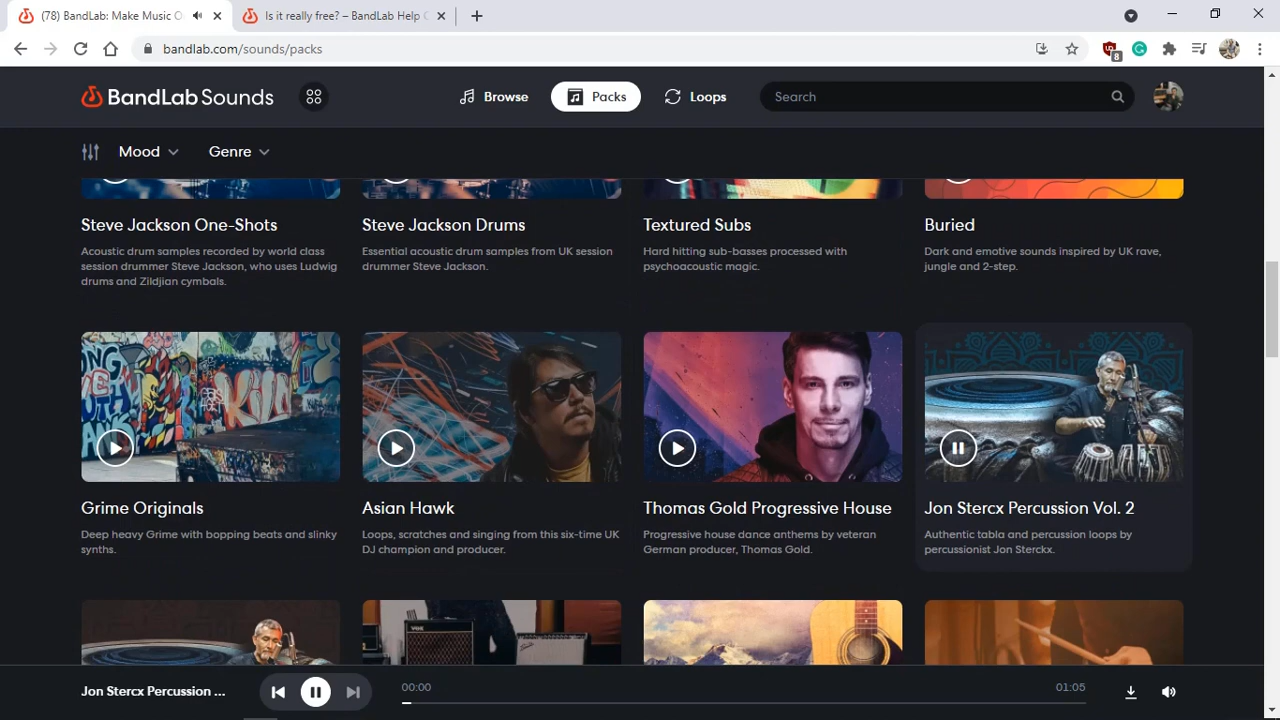 (78) BandLab: Make Music O
Is it really free? – BandLab Help C
bandlab.com/sounds/packs
8
BandLab Sounds
Browse
Packs
Loops
Search
Mood
Genre
Steve Jackson One-Shots
Steve Jackson Drums
Textured Subs
Buried
Acoustic drum samples recorded by world class
session drummer Steve Jackson, who uses Ludwig
drums and Zildjian cymbals.
Essential acoustic drum samples from UK session
drummer Steve Jackson.
Hard hitting sub-basses processed with
psychoacoustic magic.
Dark and emotive sounds inspired by UK rave,
jungle and 2-step.
Grime Originals
Asian Hawk
Thomas Gold Progressive House
Jon Stercx Percussion Vol. 2
Deep heavy Grime with bopping beats and slinky
synths.
Loops, scratches and singing from this six-time UK
DJ champion and producer.
Progressive house dance anthems by veteran
German producer, Thomas Gold.
Authentic tabla and percussion loops by
percussionist Jon Sterckx.
VOX
Jon Stercx Percussion ...
00:00
01:05